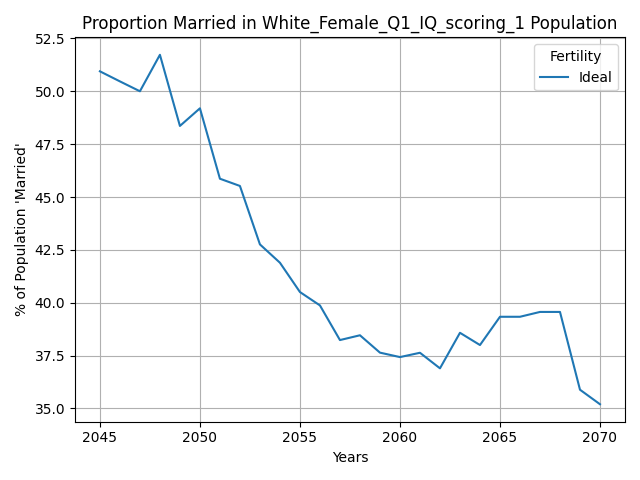 Proportion Married in White_Female_Q1_IQ_scoring_1 Population
52.5
50.0
47.5
45.0
42.5
40.0
37.5
35.0
% of Population 'Married'
Fertility
Ideal
2045 2050 2055 2060 2065 2070
Years